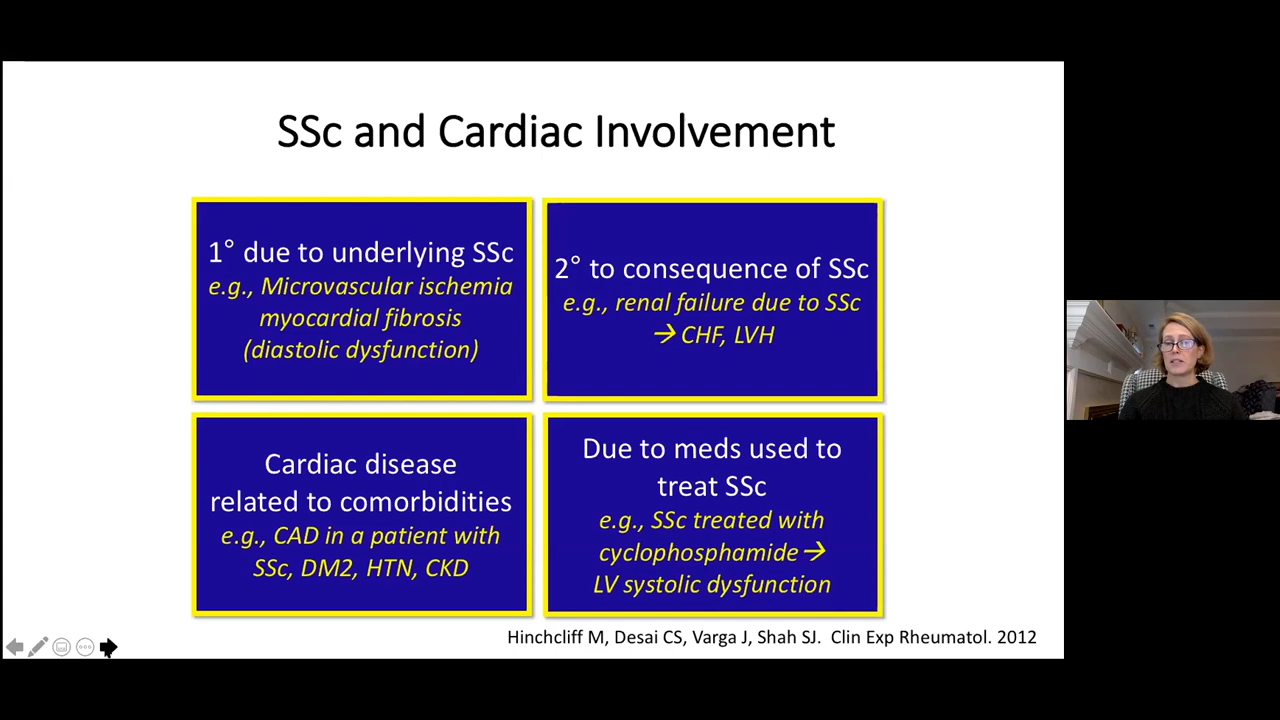 SSc and Cardiac Involvement
1° due to underlying SSc
e.g., Microvascular ischemia
myocardial fibrosis
(diastolic dysfunction)
2° to consequence of SSc
e.g., renal failure due to SSc
→ CHF, LVH
Cardiac disease
related to comorbidities
e.g., CAD in a patient with
SSc, DM2, HTN, CKD
Due to meds used to
treat SSc
e.g., SSc treated with
cyclophosphamide→
LV systolic dysfunction
Hinchcliff M, Desai CS, Varga J, Shah SJ. Clin Exp Rheumatol. 2012